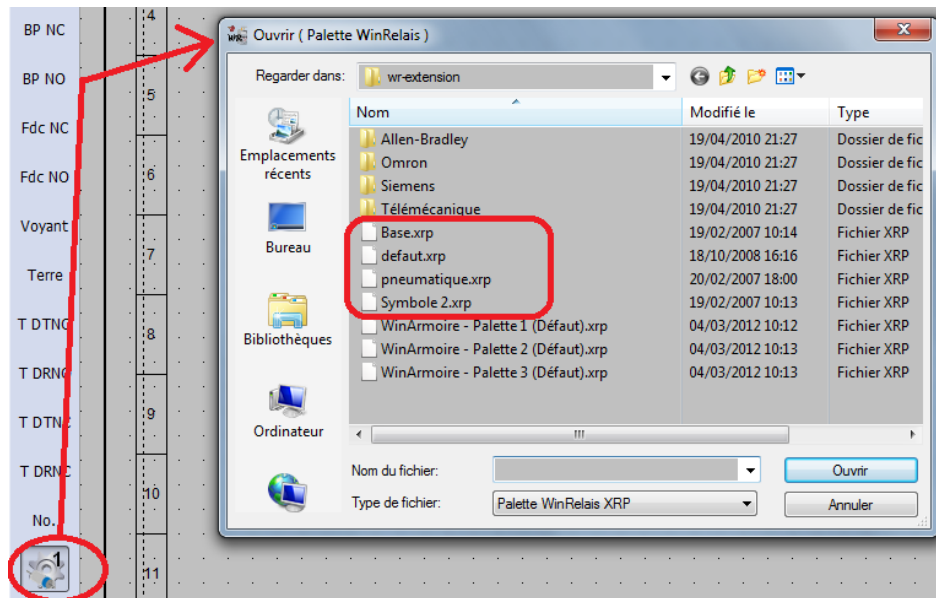 BP NC
BP NO
Fdc NC
Fdc NO
Voyant
Terre
T DTNO
T DRNO
T DTNC
T DRNC
No...
1
4
5
6
7
8
9
10
11
WR
Ouvrir ( Palette WinRelais )
Regarder dans: wr-extension
Nom Modifié le Type
Allen-Bradley 19/04/2010 21:27 Dossier de fic
Omron 19/04/2010 21:27 Dossier de fic
Siemens 19/04/2010 21:27 Dossier de fic
Télémécanique 19/04/2010 21:27 Dossier de fic
Base.xrp 19/02/2007 10:14 Fichier XRP
defaut.xrp 18/10/2008 16:16 Fichier XRP
pneumatique.xrp 20/02/2007 18:00 Fichier XRP
Symbole 2.xrp 19/02/2007 10:13 Fichier XRP
WinArmoire - Palette 1 (Défaut).xrp 04/03/2012 10:12 Fichier XRP
WinArmoire - Palette 2 (Défaut).xrp 04/03/2012 10:13 Fichier XRP
WinArmoire - Palette 3 (Défaut).xrp 04/03/2012 10:13 Fichier XRP
Emplacements
récents
Bureau
Bibliothèques
Ordinateur
Nom du fichier: Ouvrir
Type de fichier: Palette WinRelais XRP Annuler